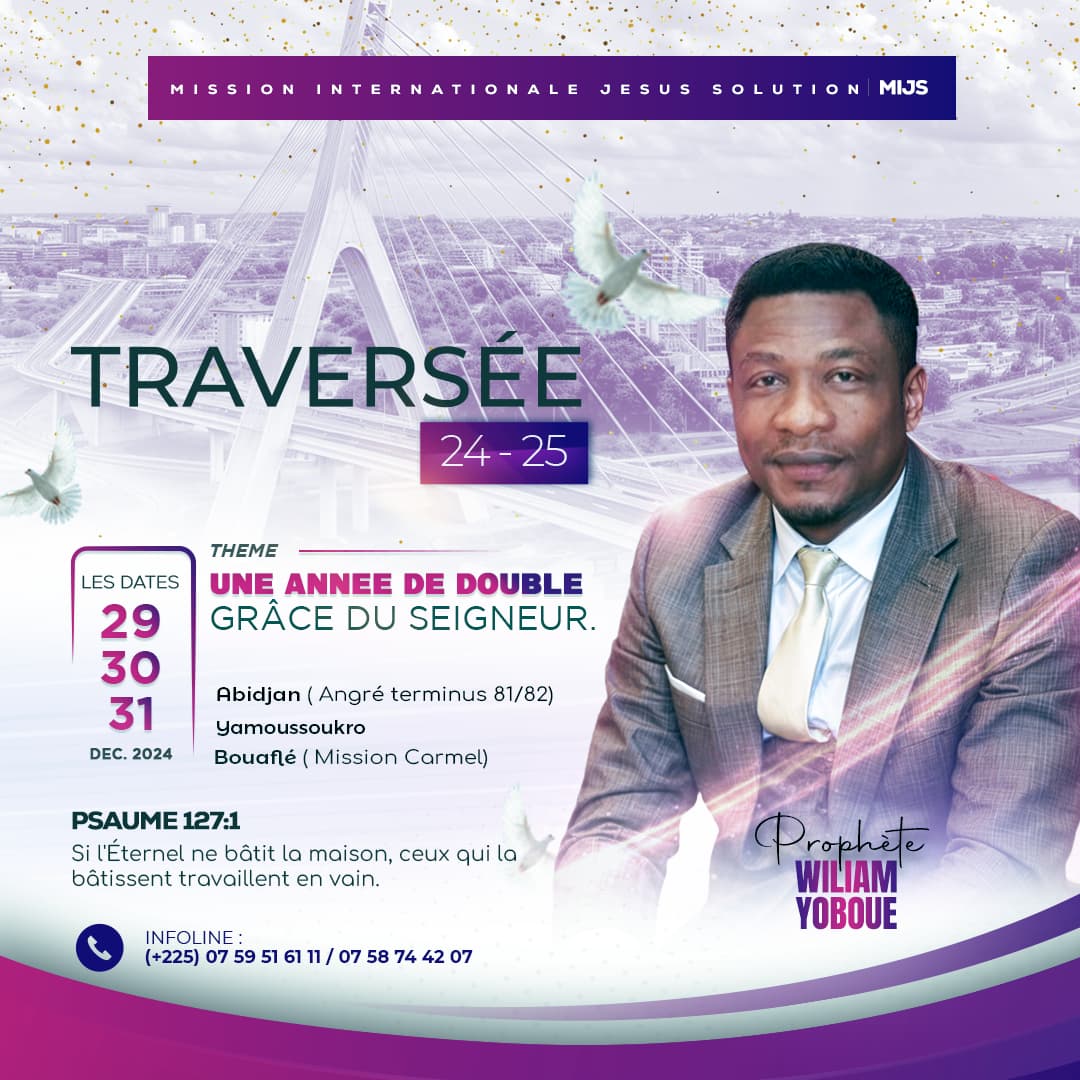 MISSION INTERNATIONALE JESUS SOLUTION | MIJS
TRAVERSÉE
24 - 25
LES DATES
29
30
31
DEC. 2024
THEME
UNE ANNEE DE DOUBLE
GRÂCE DU SEIGNEUR.
Abidjan ( Angré terminus 81/82)
Yamoussoukro
Bouaflé ( Mission Carmel)
PSAUME 127:1
Si l'Éternel ne bâtit la maison, ceux qui la
bâtissent travaillent en vain.
INFOLINE :
(+225) 07 59 51 61 11 / 07 58 74 42 07
Prophète
WILIAM
YOBOUE